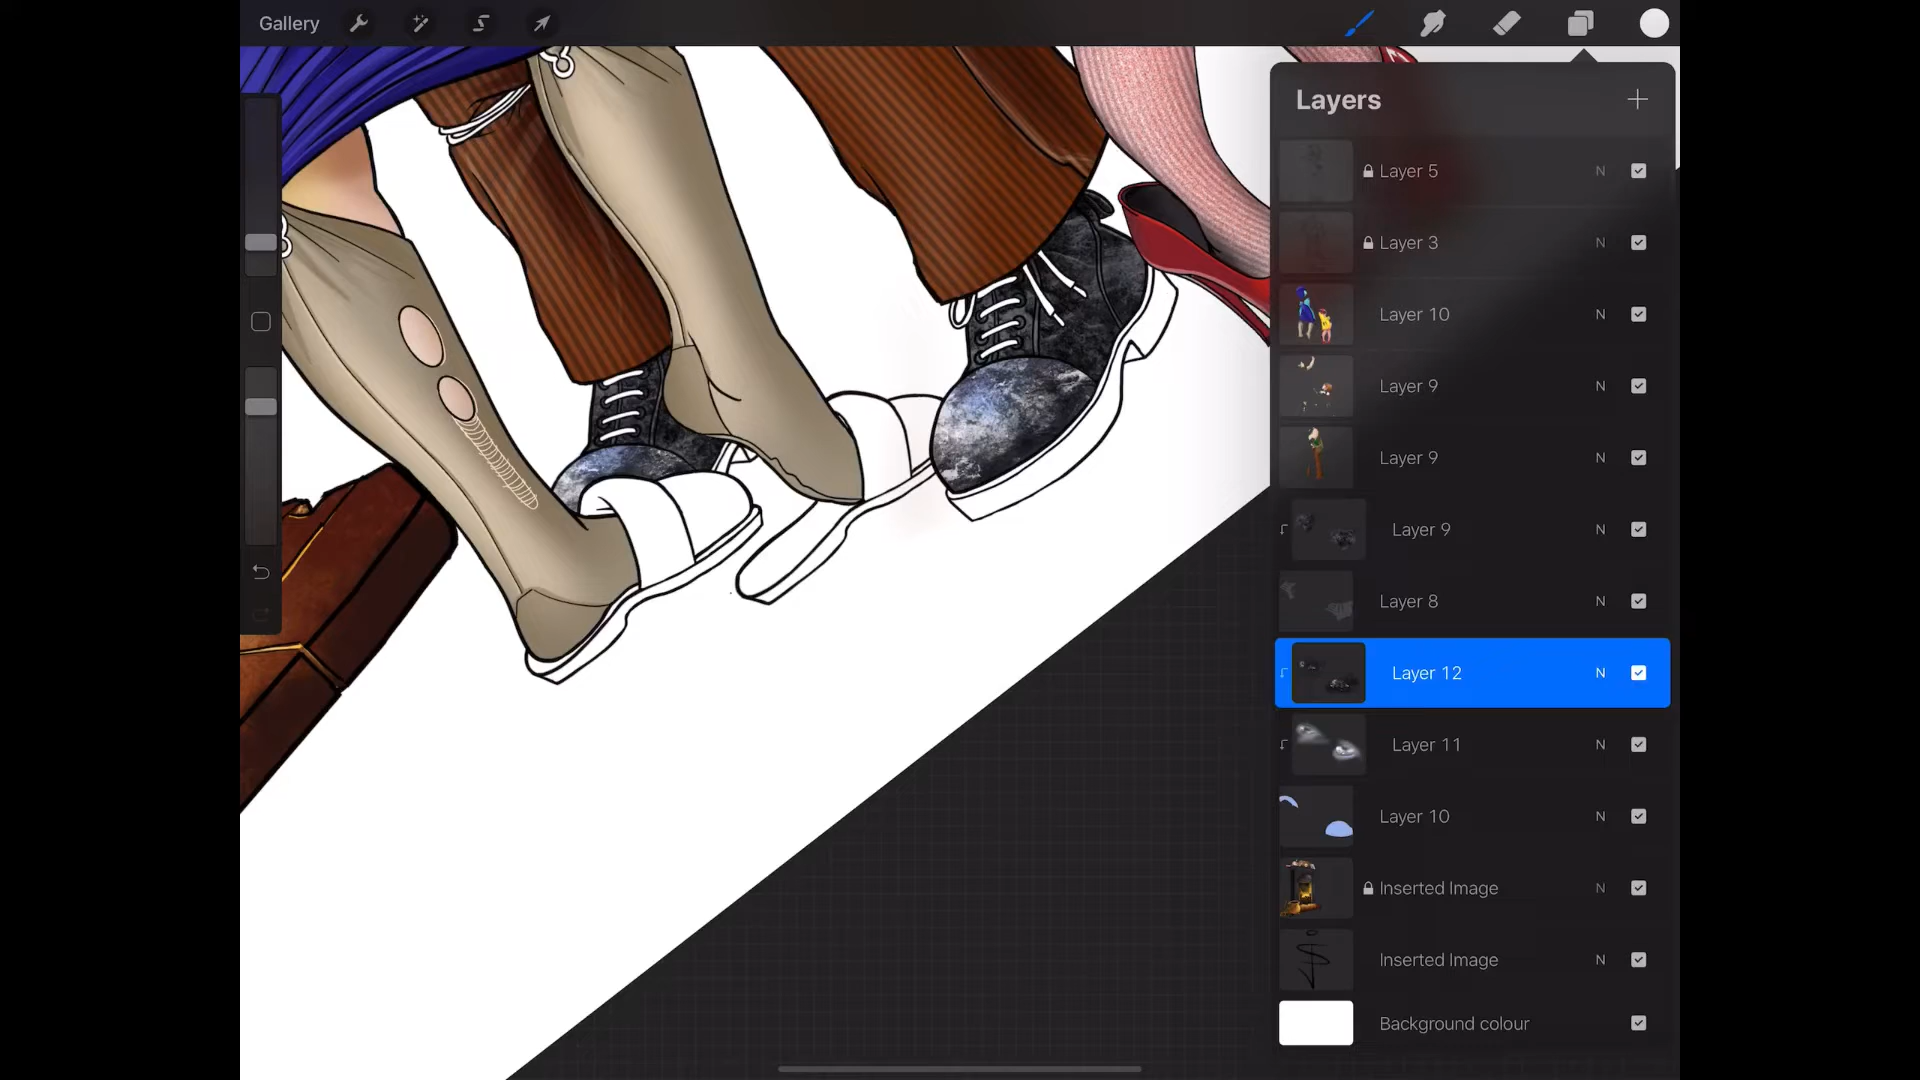 Gallery
Layers
Layer 5 N
Layer 3 N
Layer 10 N
Layer 9 N
Layer 9 N
Layer 9 N
Layer 8 N
Layer 12 N
Layer 11 N
Layer 10 N
Inserted Image N
Inserted Image N
Background colour